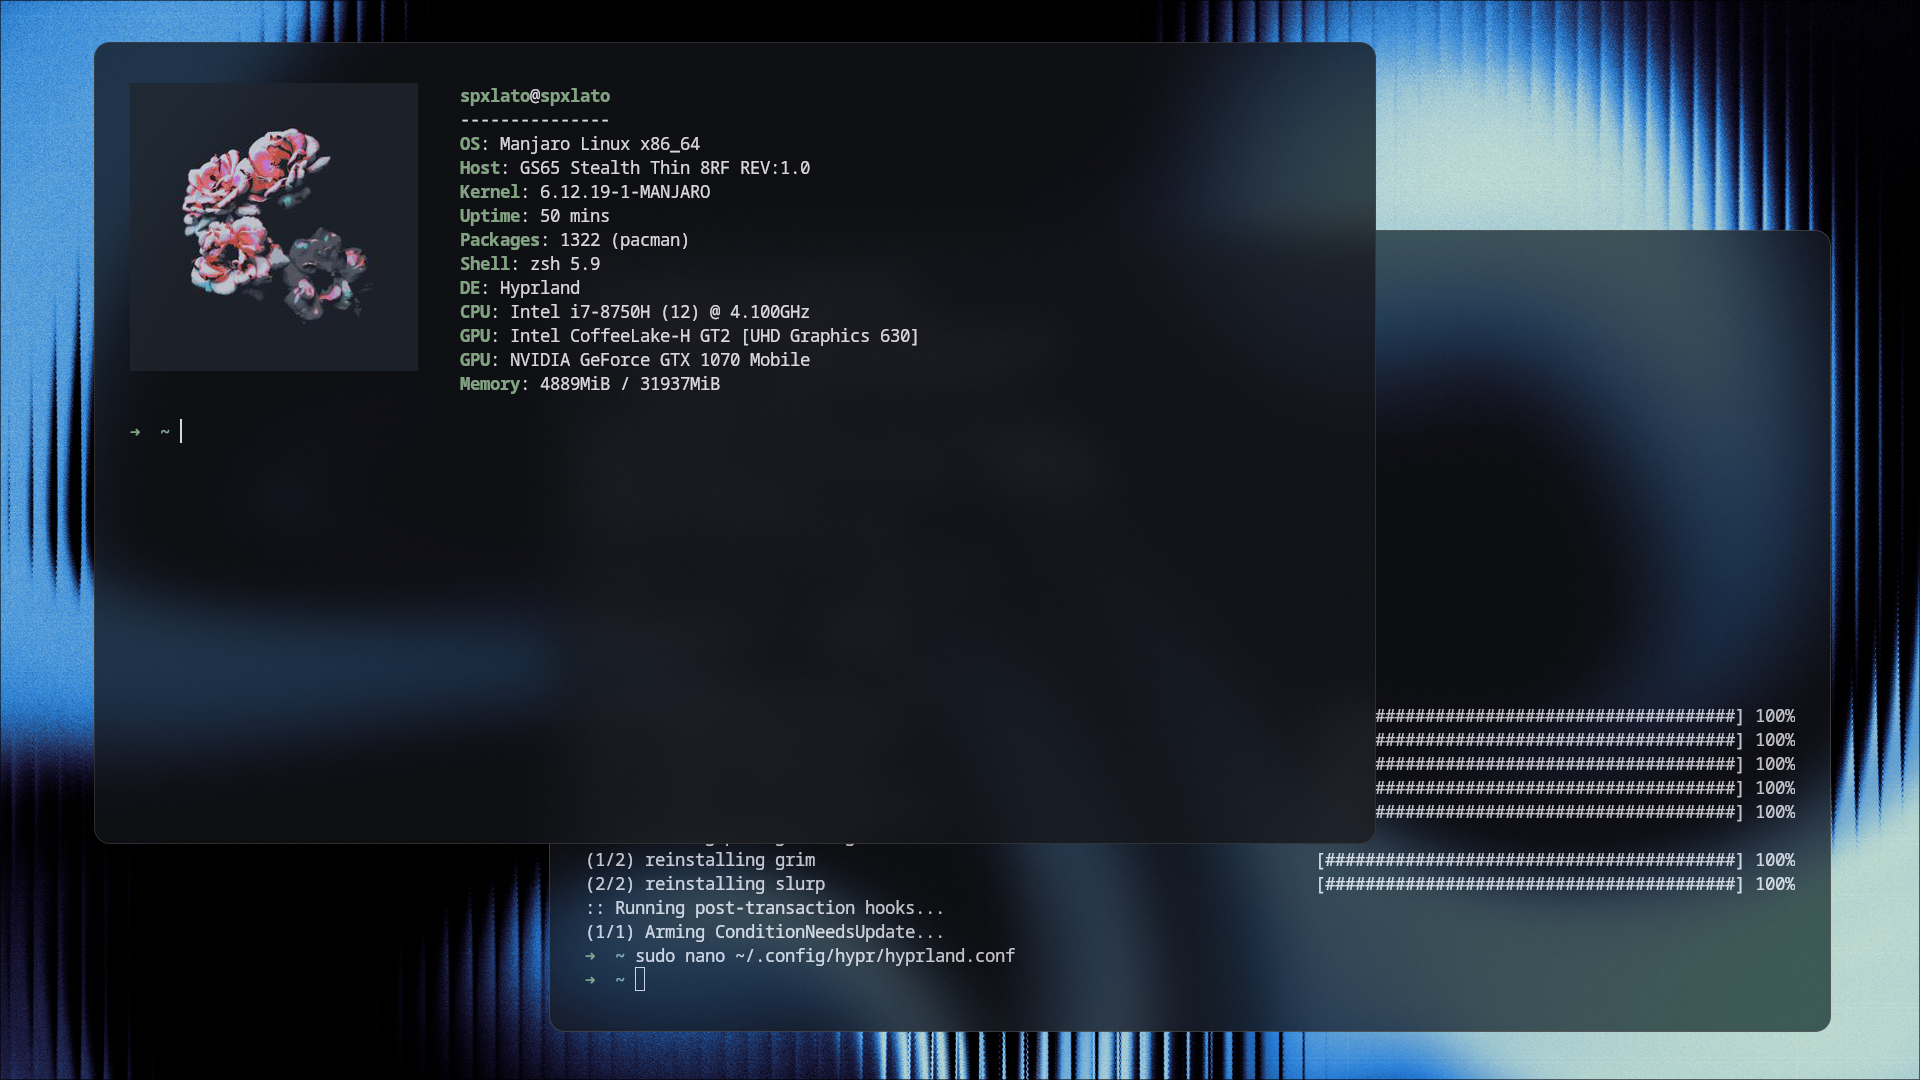 spxlato@spxlato
---------------
OS: Manjaro Linux x86_64
Host: GS65 Stealth Thin 8RF REV:1.0
Kernel: 6.12.19-1-MANJARO
Uptime: 50 mins
Packages: 1322 (pacman)
Shell: zsh 5.9
DE: Hyprland
CPU: Intel i7-8750H (12) @ 4.100GHz
GPU: Intel CoffeeLake-H GT2 [UHD Graphics 630]
GPU: NVIDIA GeForce GTX 1070 Mobile
Memory: 4889MiB / 31937MiB
➜ ~
####################################] 100%
####################################] 100%
####################################] 100%
####################################] 100%
####################################] 100%
(1/2) reinstalling grim [#########################################] 100%
(2/2) reinstalling slurp [#########################################] 100%
:: Running post-transaction hooks...
(1/1) Arming ConditionNeedsUpdate...
➜ ~ sudo nano ~/.config/hypr/hyprland.conf
➜ ~